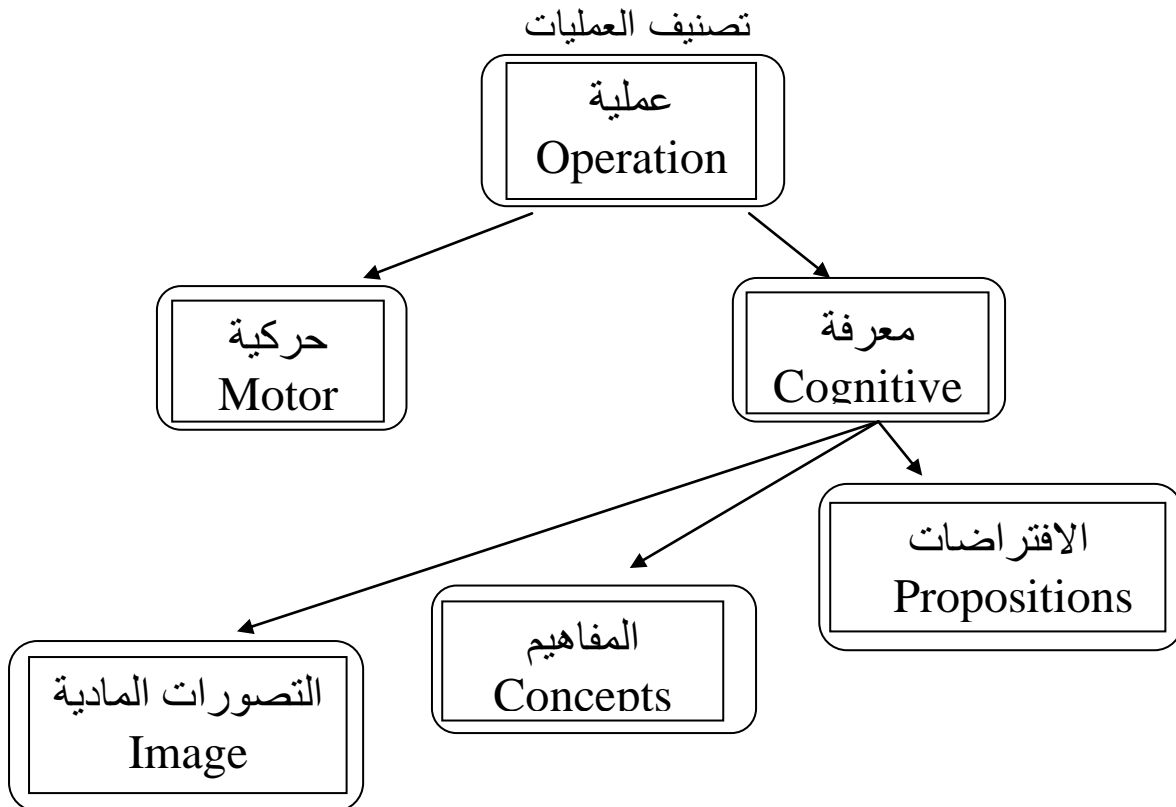 تصنيف العمليات
عملية
Operation
حركية
Motor
معرفة
Cognitive
الافتراضات
Propositions
المفاهيم
Concepts
التصورات المادية
Image